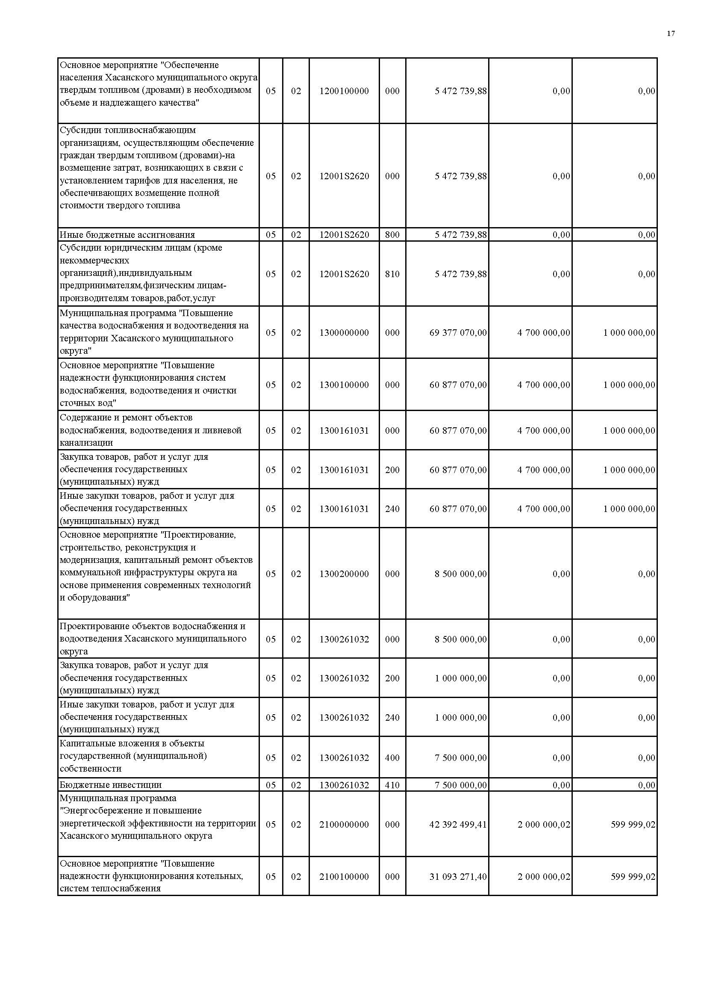 17
Основное мероприятие "Обеспечение
населения Хасанского муниципального округа
твердым топливом (дровами) в необходимом
объеме и надлежащего качества"
05 02 1200100000 000 5 472 739,88 0,00 0,00
Субсидии топливоснабжающим
организациям, осуществляющим обеспечение
граждан твердым топливом (дровами)-на
возмещение затрат, возникающих в связи с
установлением тарифов для населения, не
обеспечивающих возмещение полной
стоимости твердого топлива
05 02 12001S2620 000 5 472 739,88 0,00 0,00
Иные бюджетные ассигнования 05 02 12001S2620 800 5 472 739,88 0,00 0,00
Субсидии юридическим лицам (кроме
некоммерческих
организаций),индивидуальным
предпринимателям,физическим лицам-
производителям товаров,работ,услуг
05 02 12001S2620 810 5 472 739,88 0,00 0,00
Муниципальная программа "Повышение
качества водоснабжения и водоотведения на
территории Хасанского муниципального
округа"
05 02 1300000000 000 69 377 070,00 4 700 000,00 1 000 000,00
Основное мероприятие "Повышение
надежности функционирования систем
водоснабжения, водоотведения и очистки
сточных вод"
05 02 1300100000 000 60 877 070,00 4 700 000,00 1 000 000,00
Содержание и ремонт объектов
водоснабжения, водоотведения и ливневой
канализации
05 02 1300161031 000 60 877 070,00 4 700 000,00 1 000 000,00
Закупка товаров, работ и услуг для
обеспечения государственных
(муниципальных) нужд
05 02 1300161031 200 60 877 070,00 4 700 000,00 1 000 000,00
Иные закупки товаров, работ и услуг для
обеспечения государственных
(муниципальных) нужд
05 02 1300161031 240 60 877 070,00 4 700 000,00 1 000 000,00
Основное мероприятие "Проектирование,
строительство, реконструкция и
модернизация, капитальный ремонт объектов
коммунальной инфраструктуры округа на
основе применения современных технологий
и оборудования"
05 02 1300200000 000 8 500 000,00 0,00 0,00
Проектирование объектов водоснабжения и
водоотведения Хасанского муниципального
округа
05 02 1300261032 000 8 500 000,00 0,00 0,00
Закупка товаров, работ и услуг для
обеспечения государственных
(муниципальных) нужд
05 02 1300261032 200 1 000 000,00 0,00 0,00
Иные закупки товаров, работ и услуг для
обеспечения государственных
(муниципальных) нужд
05 02 1300261032 240 1 000 000,00 0,00 0,00
Капитальные вложения в объекты
государственной (муниципальной)
собственности
05 02 1300261032 400 7 500 000,00 0,00 0,00
Бюджетные инвестиции 05 02 1300261032 410 7 500 000,00 0,00 0,00
Муниципальная программа
"Энергосбережение и повышение
энергетической эффективности на территории
Хасанского муниципального округа
05 02 2100000000 000 42 392 499,41 2 000 000,02 599 999,02
Основное мероприятие "Повышение
надежности функционирования котельных,
систем теплоснабжения
05 02 2100100000 000 31 093 271,40 2 000 000,02 599 999,02